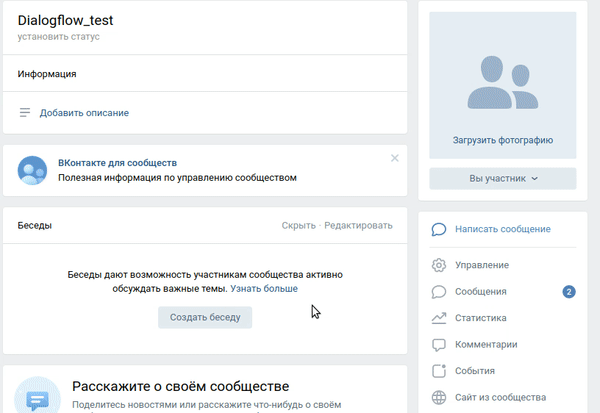 Dialogflow_test
установить статус
Информация
Добавить описание
ВКонтакте для сообществ
Полезная информация по управлению сообществом
Беседы
Скрыть · Редактировать
Беседы дают возможность участникам сообщества активно
обсуждать важные темы. Узнать больше
Создать беседу
Расскажите о своём сообществе
Поделитесь новостями или расскажите что-нибудь о своём
Загрузить фотографию
Вы участник
Написать сообщение
Управление
Сообщения 2
Статистика
Комментарии
События
Сайт из сообщества